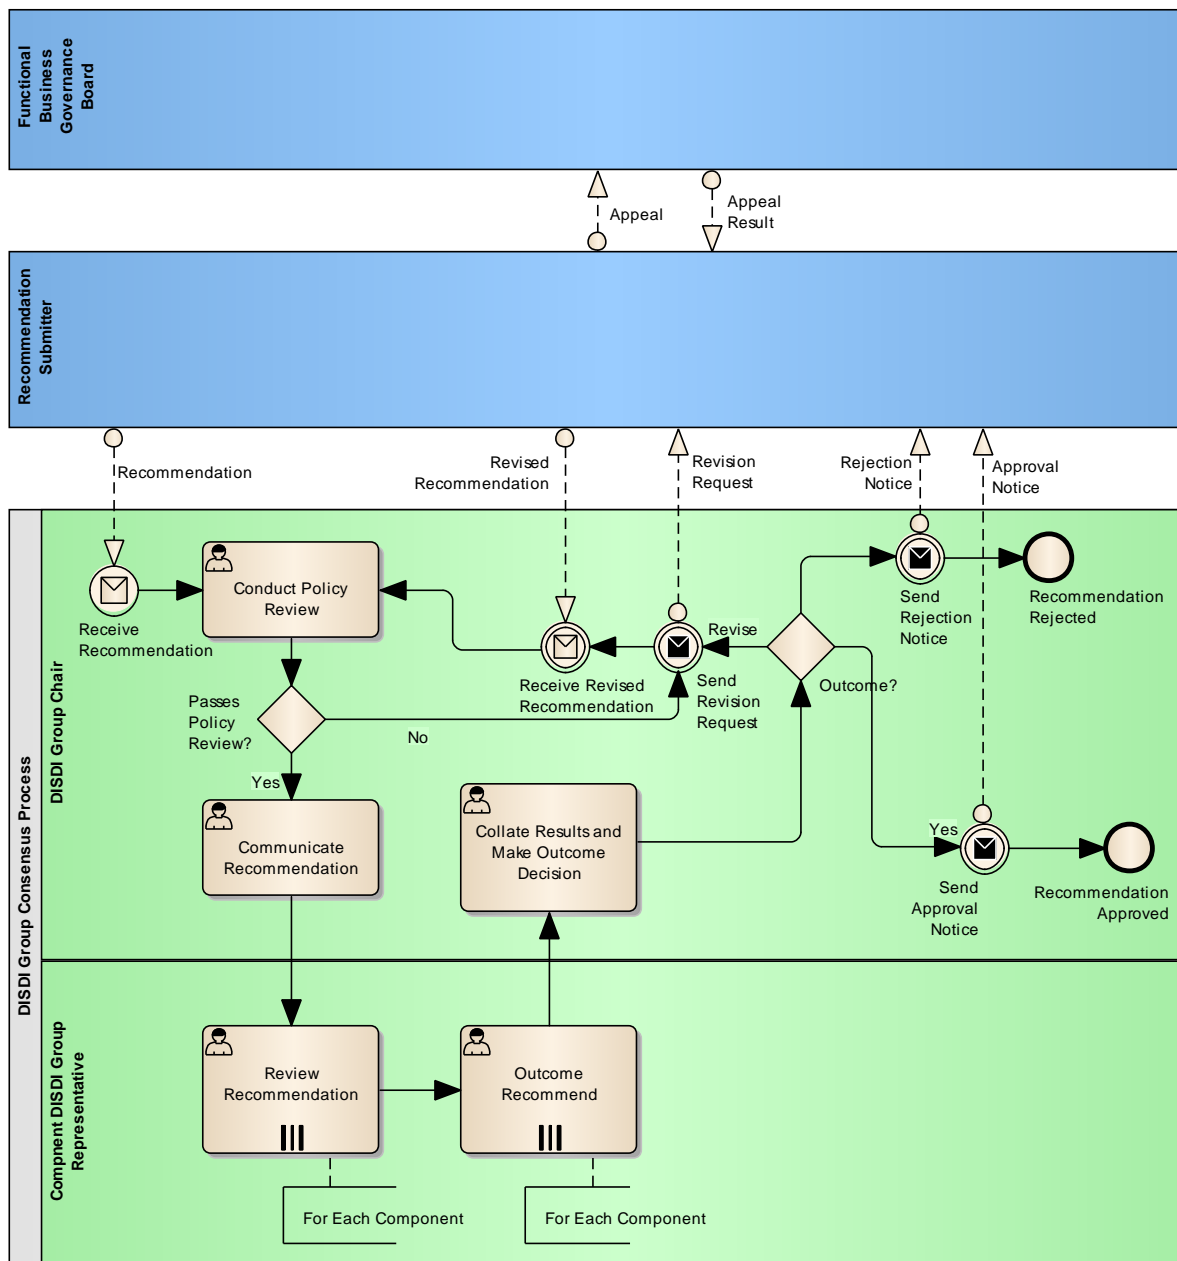 Functional
Business
Governance
Board
Appeal
Appeal
Result
Recommendation
Submitter
Recommendation
Revised
Recommendation
Revision
Request
Rejection
Notice
Approval
Notice
DISDI Group Consensus Process
DISDI Group Chair
Conduct Policy
Review
Receive
Recommendation
Receive Revised
Recommendation
Revise
Send
Revision
Request
Outcome?
Send
Rejection
Notice
Recommendation
Rejected
Passes
Policy
Review?
No
Yes
Communicate
Recommendation
Collate Results and
Make Outcome
Decision
Yes
Send
Approval
Notice
Recommendation
Approved
Compnent DISDI Group
Representative
Review
Recommendation
Outcome
Recommend
For Each Component
For Each Component